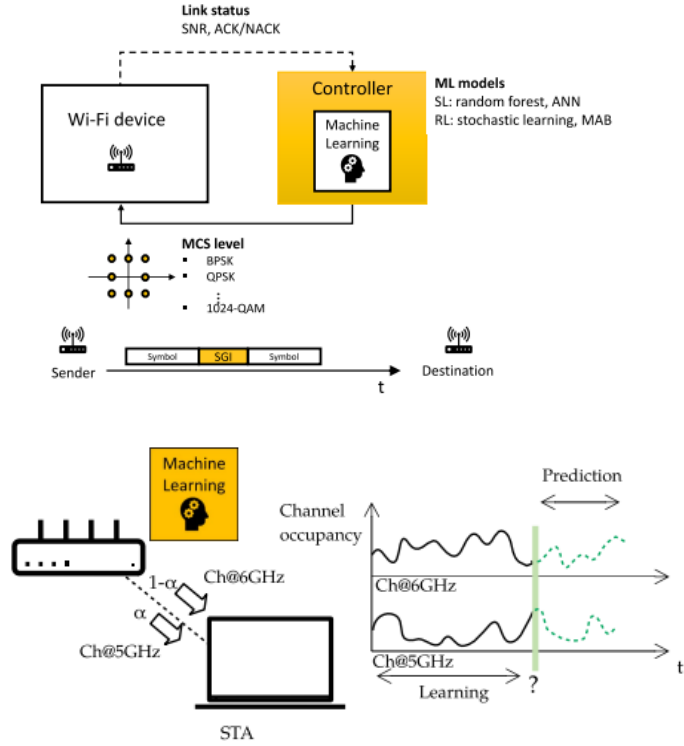 Link status
SNR, ACK/NACK
Wi-Fi device
Controller
Machine
Learning
ML models
SL: random forest, ANN
RL: stochastic learning, MAB
MCS level
▪ BPSK
▪ QPSK
⋮
▪ 1024-QAM
Sender
Symbol
SGI
Symbol
t
Destination
Machine
Learning
1-α
Ch@6GHz
α
Ch@5GHz
STA
Channel
occupancy
Prediction
Ch@6GHz
Ch@5GHz
t
Learning
?